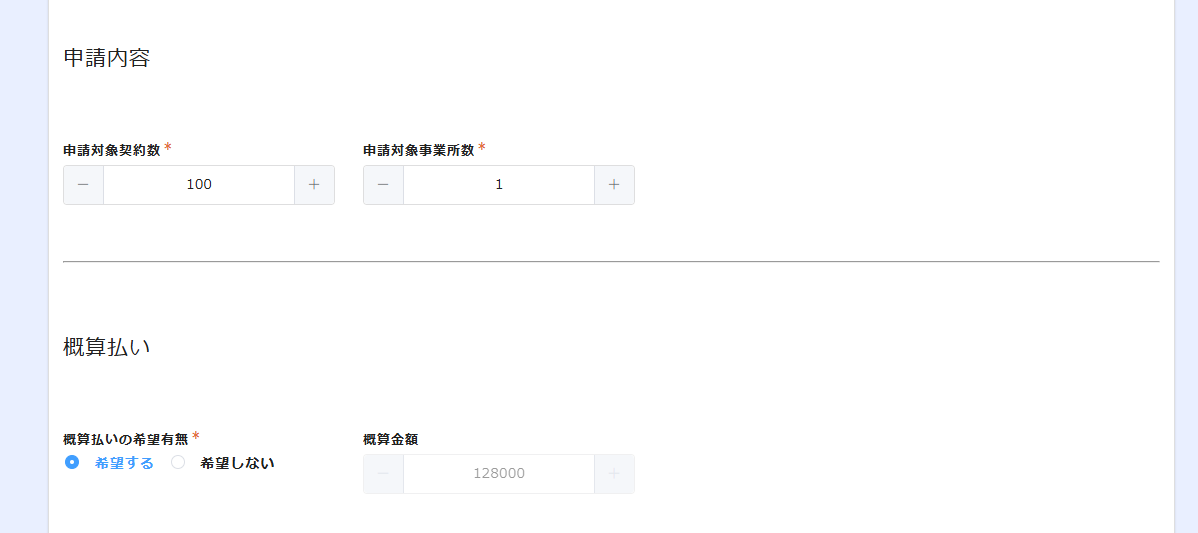 申請内容
申請対象契約数 * 申請対象事業所数 *
− 100 + − 1 +
概算払い
概算払いの希望有無 * 概算金額
希望する 希望しない
− 128000 +